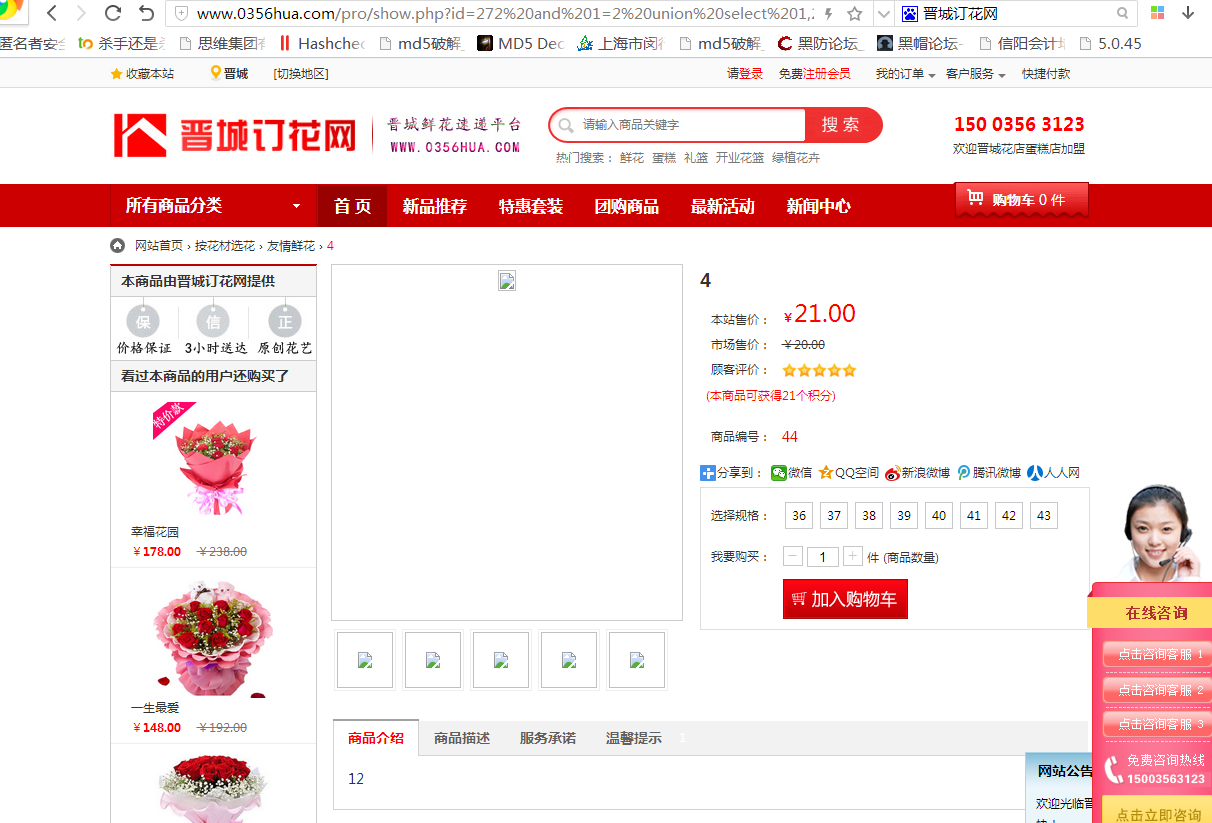 www.0356hua.com/pro/show.php?id=272%20and%201=2%20union%20select%201,2
晋城订花网
匿名者安全
杀手还是
思维集团
Hashchec
md5破解_
MD5 Dec
上海市闵行
md5破解_
黑防论坛_
黑帽论坛-
信阳会计
5.0.45
收藏本站
晋城
[切换地区]
请登录
免费注册会员
我的订单
客户服务
快捷付款
晋城订花网
晋城鲜花速递平台
WWW.0356HUA.COM
请输入商品关键字
搜 索
热门搜索： 鲜花 蛋糕 礼篮 开业花篮 绿植花卉
150 0356 3123
欢迎晋城花店蛋糕店加盟
所有商品分类
首 页
新品推荐
特惠套装
团购商品
最新活动
新闻中心
购物车 0 件
网站首页 › 按花材选花 › 友情鲜花 › 4
本商品由晋城订花网提供
保 信 正
价格保证 3小时送达 原创花艺
看过本商品的用户还购买了
特价款
幸福花园
￥178.00 ￥238.00
一生最爱
￥148.00 ￥192.00
4
本站售价： ￥21.00
市场售价： ￥20.00
顾客评价：
(本商品可获得21个积分)
商品编号： 44
分享到： 微信 QQ空间 新浪微博 腾讯微博 人人网
选择规格： 36 37 38 39 40 41 42 43
我要购买： － 1 + 件 (商品数量)
加入购物车
商品介绍
商品描述
服务承诺
温馨提示
1
12
在线咨询
点击咨询客服 1
点击咨询客服 2
点击咨询客服 3
免费咨询热线
15003563123
点击立即咨询
网站公告
欢迎光临晋